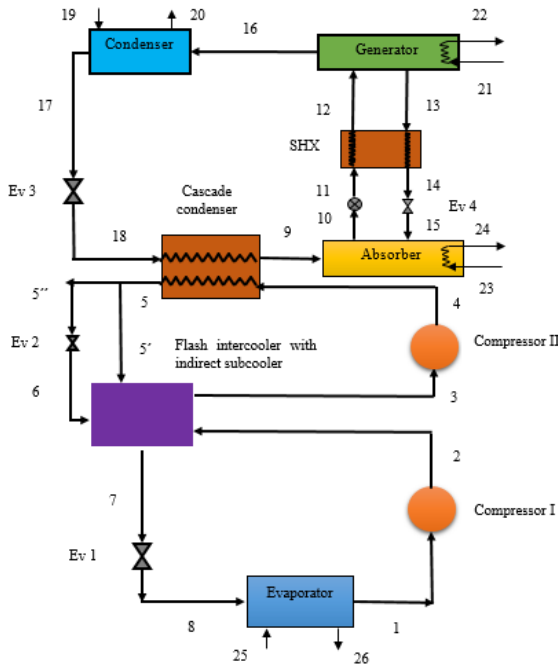 19
20
22
Condenser
16
Generator
21
17
12
13
SHX
Ev 3
11
14
Cascade
condenser
10
15
Ev 4
18
9
24
Absorber
5′′
5
4
23
Ev 2
5′
Flash intercooler with
indirect subcooler
Compressor II
6
3
2
7
Compressor I
Ev 1
Evaporator
8
1
25
26